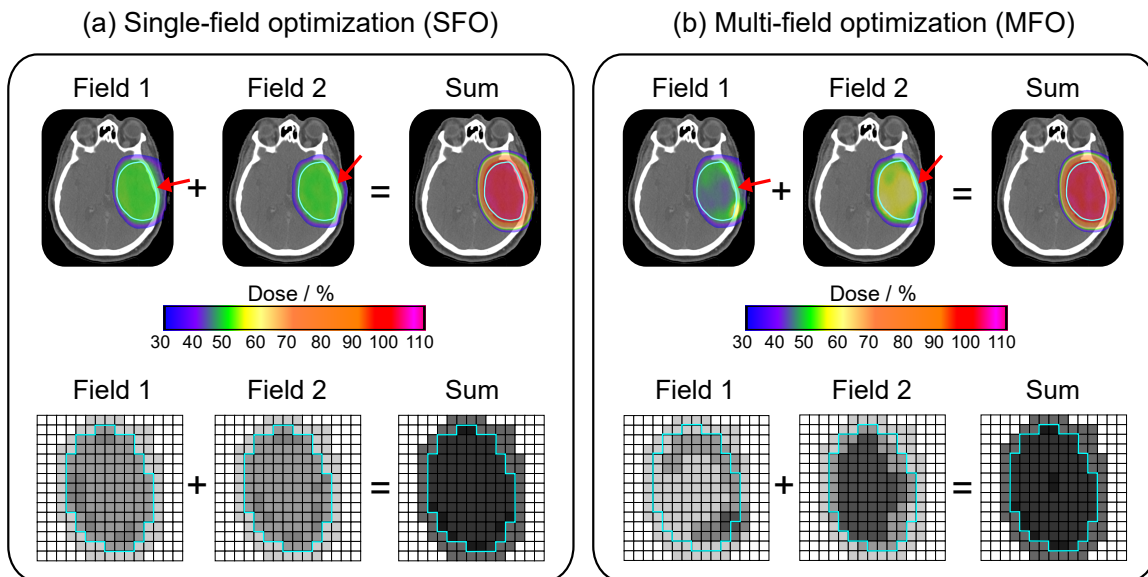 (a) Single-field optimization (SFO)
Field 1 Field 2 Sum
+ =
Dose / %
30 40 50 60 70 80 90 100 110
Field 1 Field 2 Sum
+ =
(b) Multi-field optimization (MFO)
Field 1 Field 2 Sum
+ =
Dose / %
30 40 50 60 70 80 90 100 110
Field 1 Field 2 Sum
+ =